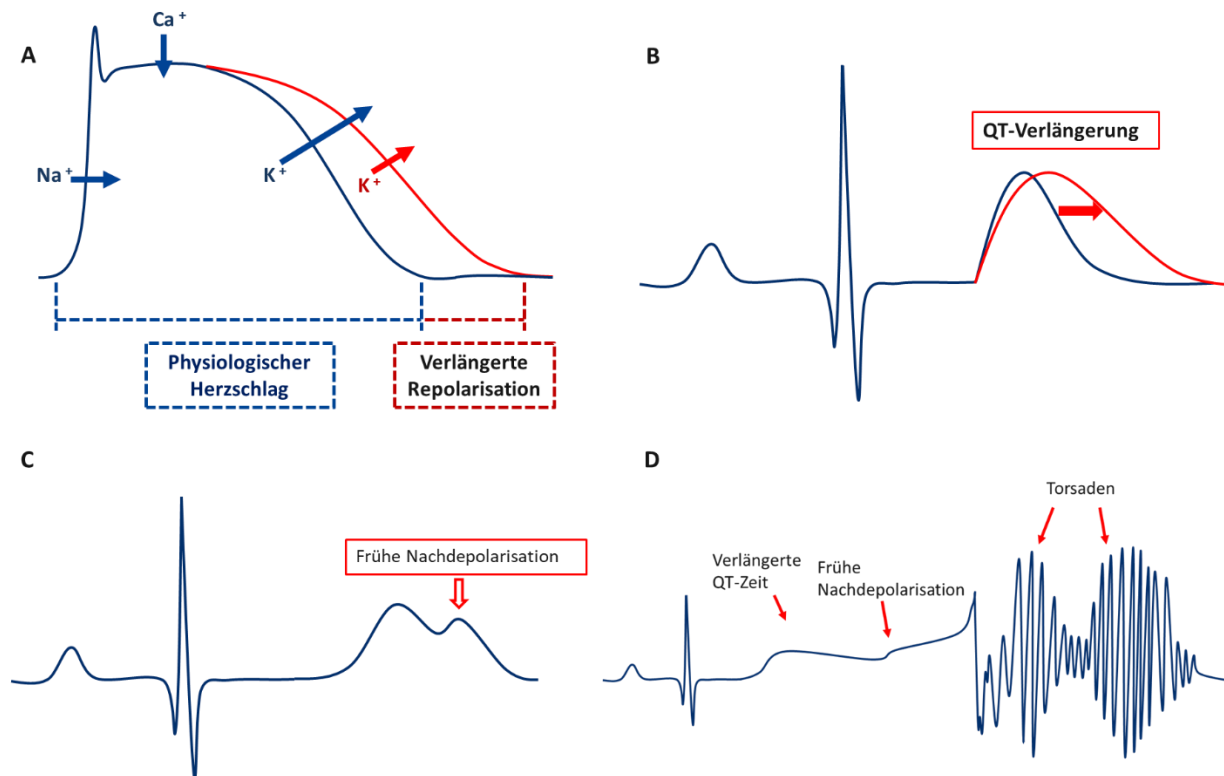 A
Ca⁺
Na⁺
K⁺
K⁺
Physiologischer
Herzschlag
Verlängerte
Repolarisation
B
QT-Verlängerung
C
Frühe Nachdepolarisation
D
Torsaden
Verlängerte
QT-Zeit
Frühe
Nachdepolarisation